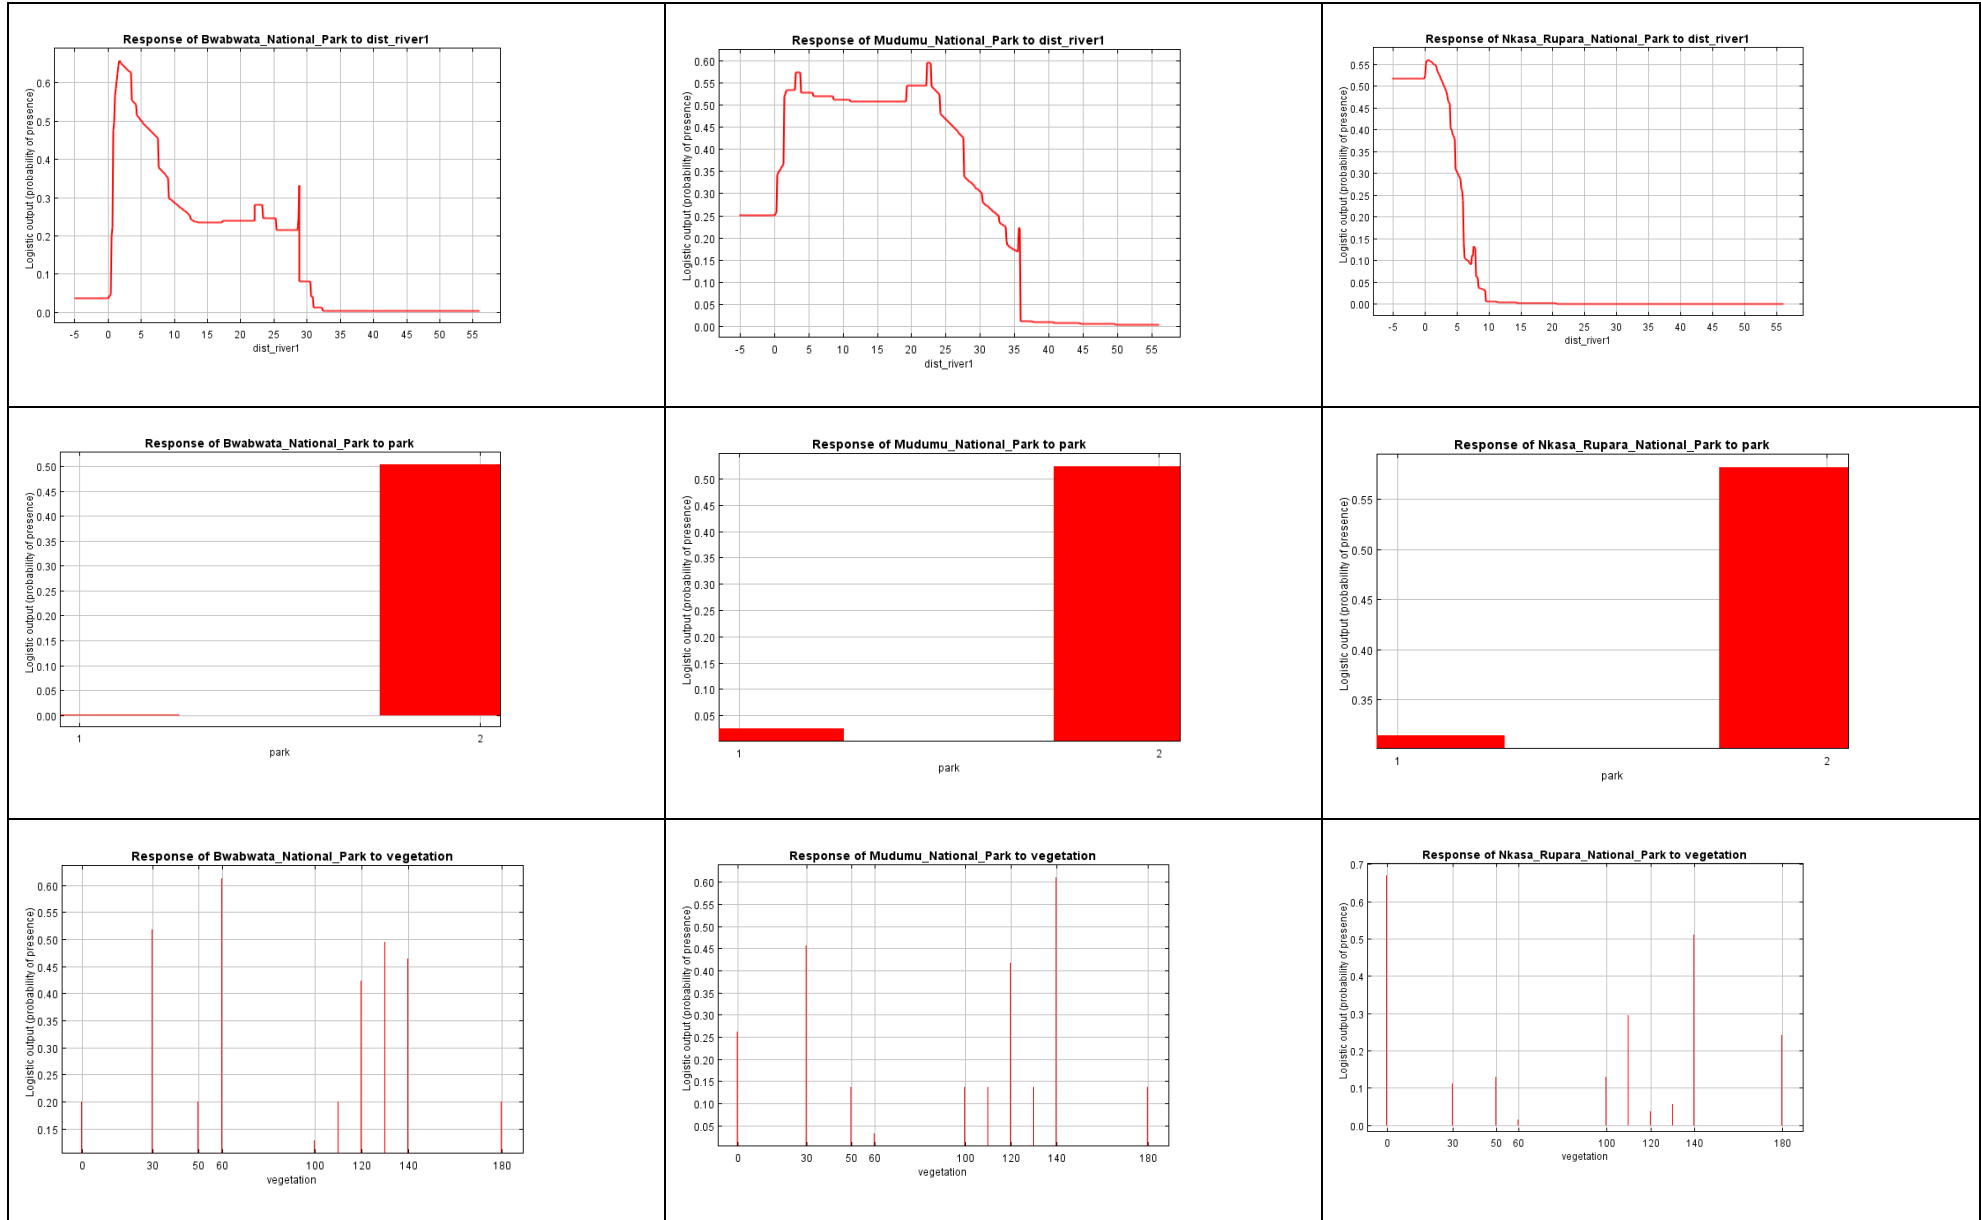 Response of Bwabwata_National_Park to dist_river1
Logistic output (probability of presence)
0.6
0.5
0.4
0.3
0.2
0.1
0.0
-5 0 5 10 15 20 25 30 35 40 45 50 55
dist_river1
Response of Mudumu_National_Park to dist_river1
Logistic output (probability of presence)
0.60
0.55
0.50
0.45
0.40
0.35
0.30
0.25
0.20
0.15
0.10
0.05
0.00
-5 0 5 10 15 20 25 30 35 40 45 50 55
dist_river1
Response of Nkasa_Rupara_National_Park to dist_river1
Logistic output (probability of presence)
0.55
0.50
0.45
0.40
0.35
0.30
0.25
0.20
0.15
0.10
0.05
0.00
-5 0 5 10 15 20 25 30 35 40 45 50 55
dist_river1
Response of Bwabwata_National_Park to park
Logistic output (probability of presence)
0.50
0.45
0.40
0.35
0.30
0.25
0.20
0.15
0.10
0.05
0.00
1 2
park
Response of Mudumu_National_Park to park
Logistic output (probability of presence)
0.50
0.45
0.40
0.35
0.30
0.25
0.20
0.15
0.10
0.05
1 2
park
Response of Nkasa_Rupara_National_Park to park
Logistic output (probability of presence)
0.55
0.50
0.45
0.40
0.35
1 2
park
Response of Bwabwata_National_Park to vegetation
Logistic output (probability of presence)
0.60
0.55
0.50
0.45
0.40
0.35
0.30
0.25
0.20
0.15
0 30 50 60 100 120 140 180
vegetation
Response of Mudumu_National_Park to vegetation
Logistic output (probability of presence)
0.60
0.55
0.50
0.45
0.40
0.35
0.30
0.25
0.20
0.15
0.10
0.05
0 30 50 60 100 120 140 180
vegetation
Response of Nkasa_Rupara_National_Park to vegetation
Logistic output (probability of presence)
0.7
0.6
0.5
0.4
0.3
0.2
0.1
0.0
0 30 50 60 100 120 140 180
vegetation